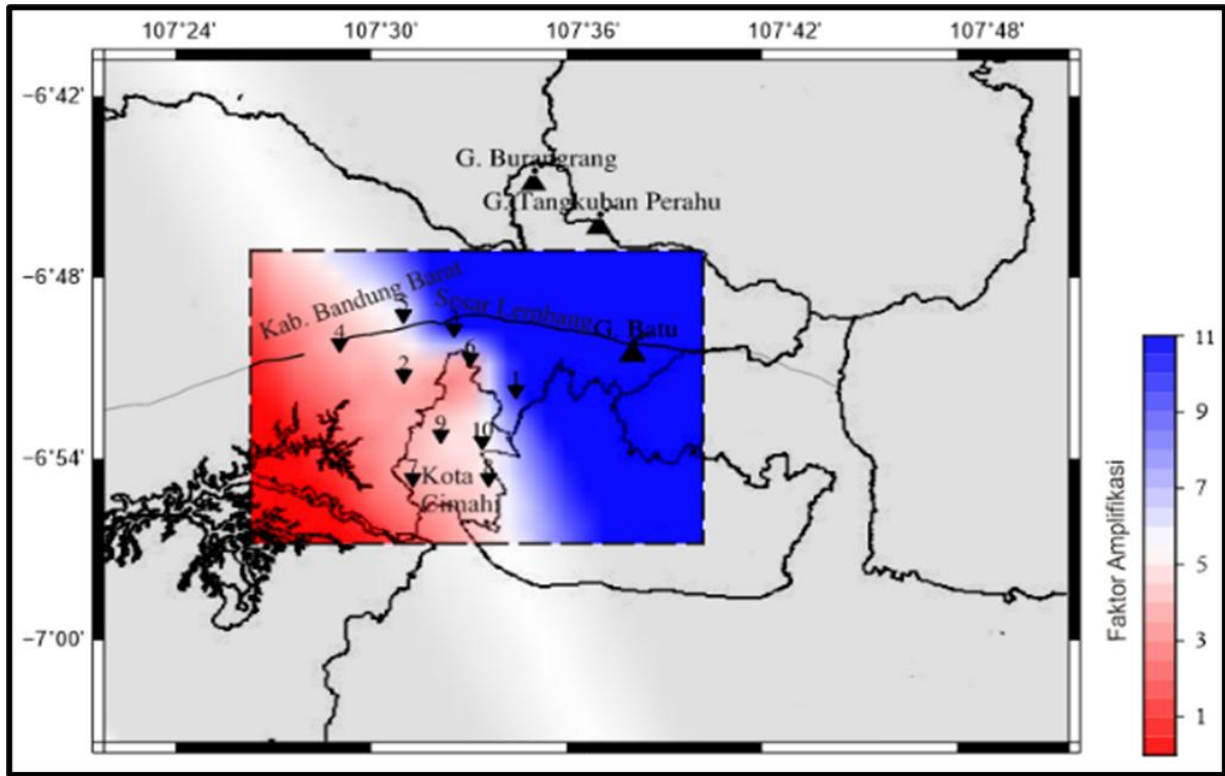 107°24' 107°30' 107°36' 107°42' 107°48'
−6°42'
G. Burangrang
G. Tangkuban Perahu
−6°48'
Kab. Bandung Barat
Sesar Lembang
G. Batu
4
6
2
1
9
10
−6°54'
7
8
Kota
Cimahi
−7°00'
Faktor Amplifikasi
11
9
7
5
3
1